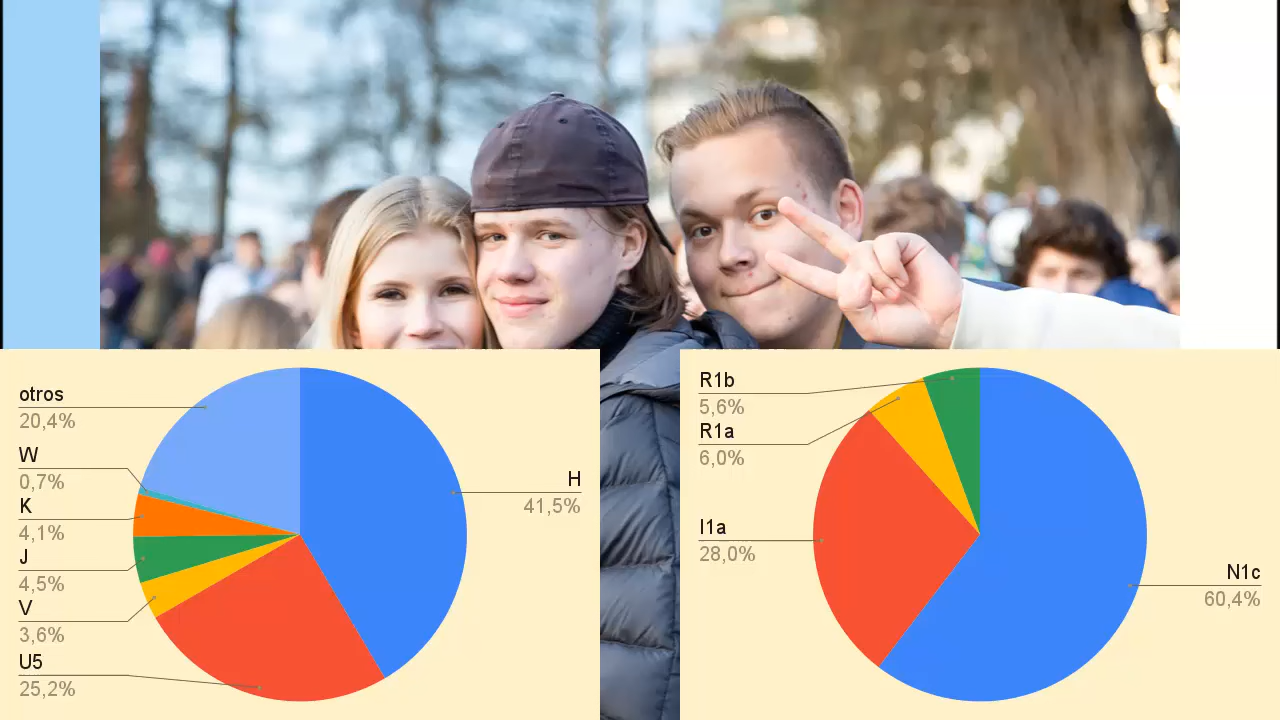 otros
20,4%
W
0,7%
K
4,1%
J
4,5%
V
3,6%
U5
25,2%
H
41,5%
R1b
5,6%
R1a
6,0%
I1a
28,0%
N1c
60,4%